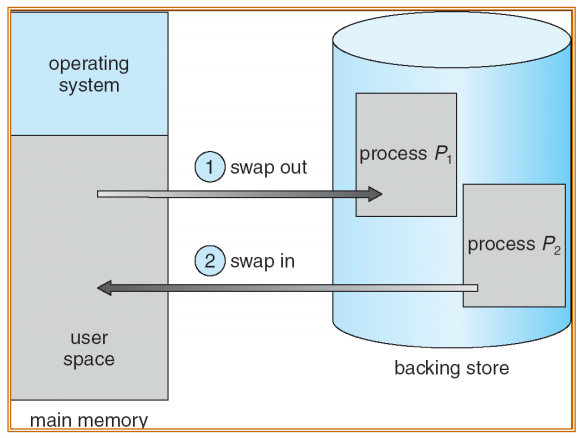 operating
system
process P₁
1 swap out
process P₂
2 swap in
user
space
backing store
main memory